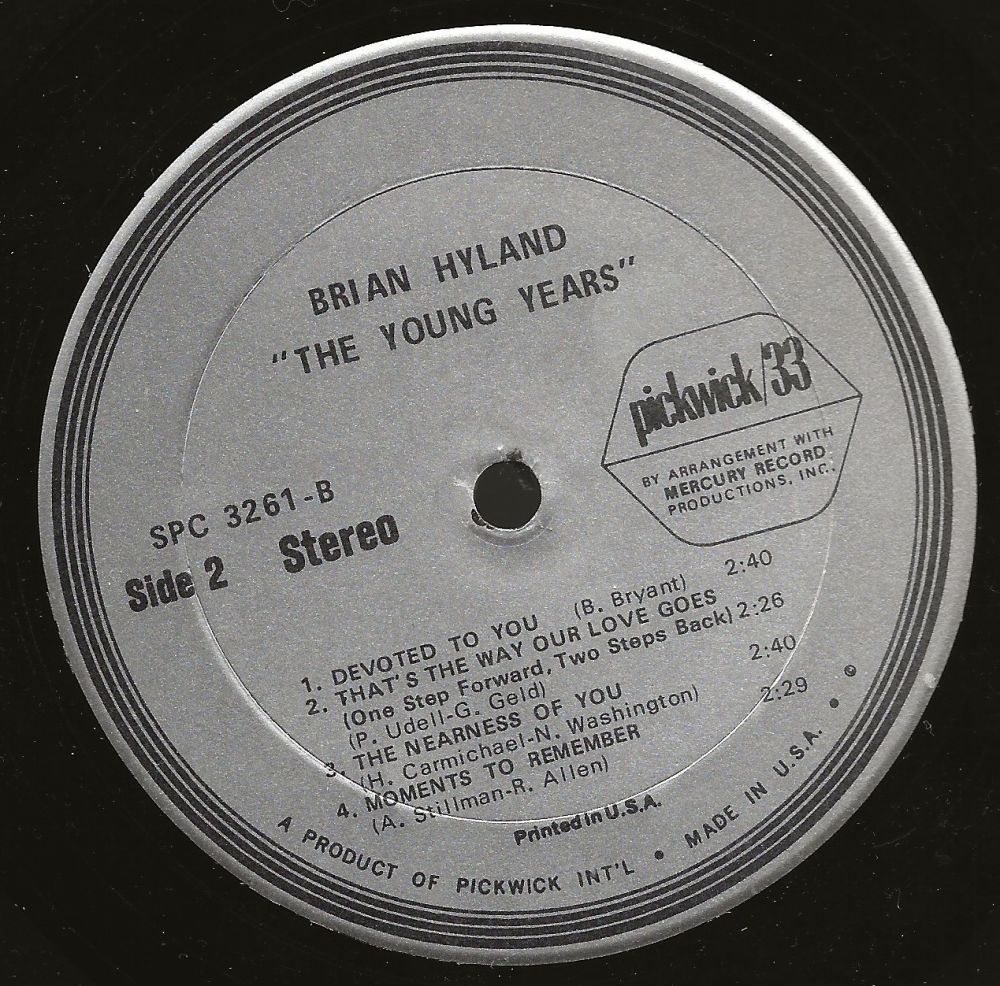 BRIAN HYLAND
"THE YOUNG YEARS"
pickwick/33
BY ARRANGEMENT WITH
MERCURY RECORD
PRODUCTIONS, INC.
SPC 3261-B
Side 2 Stereo
1. DEVOTED TO YOU (B. Bryant) 2:40
2. THAT'S THE WAY OUR LOVE GOES
(One Step Forward, Two Steps Back) 2:26
(P. Udell-G. Geld)
3. THE NEARNESS OF YOU 2:40
(H. Carmichael-N. Washington)
4. MOMENTS TO REMEMBER 2:29
(A. Stillman-R. Allen)
Printed in U.S.A.
A PRODUCT OF PICKWICK INT'L • MADE IN U.S.A. •